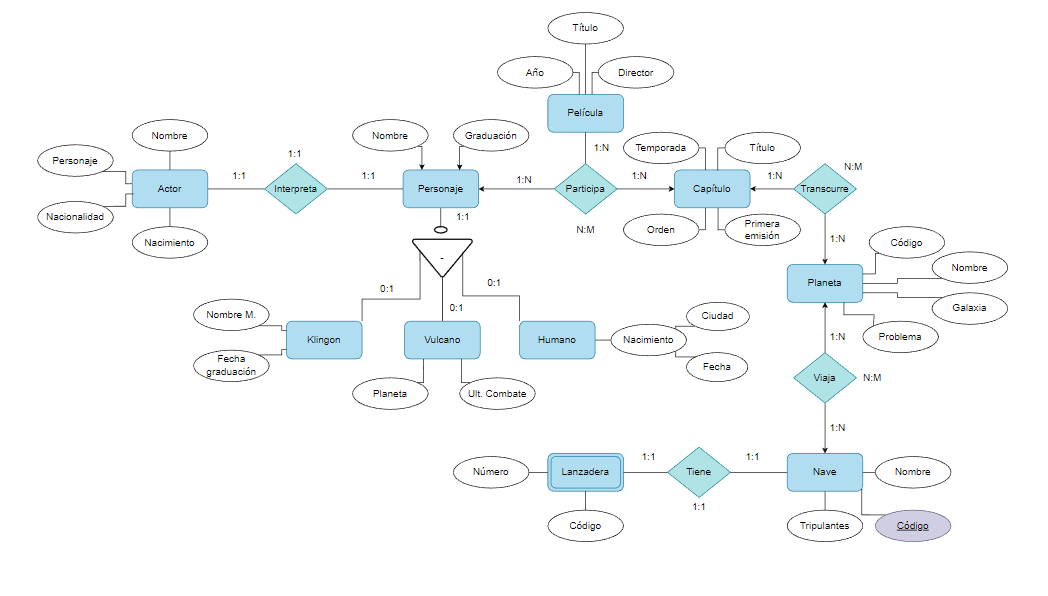 Título
Año
Director
Película
1:N
Nombre
Nombre
Graduación
Temporada
Título
Personaje
1:1
N:M
1:1
1:1
1:N
1:N
1:N
Actor
Interpreta
Personaje
Participa
Capítulo
Transcurre
Nacionalidad
1:1
Nacimiento
N:M
Orden
Primera
emisión
1:N
Código
-
Nombre
Planeta
0:1
0:1
0:1
Galaxia
Nombre M.
Ciudad
Problema
1:N
Klingon
Vulcano
Humano
Nacimiento
Fecha
graduación
Fecha
Viaja
N:M
Planeta
Ult. Combate
1:N
1:1
1:1
Número
Lanzadera
Tiene
Nave
Nombre
1:1
Código
Tripulantes
Código